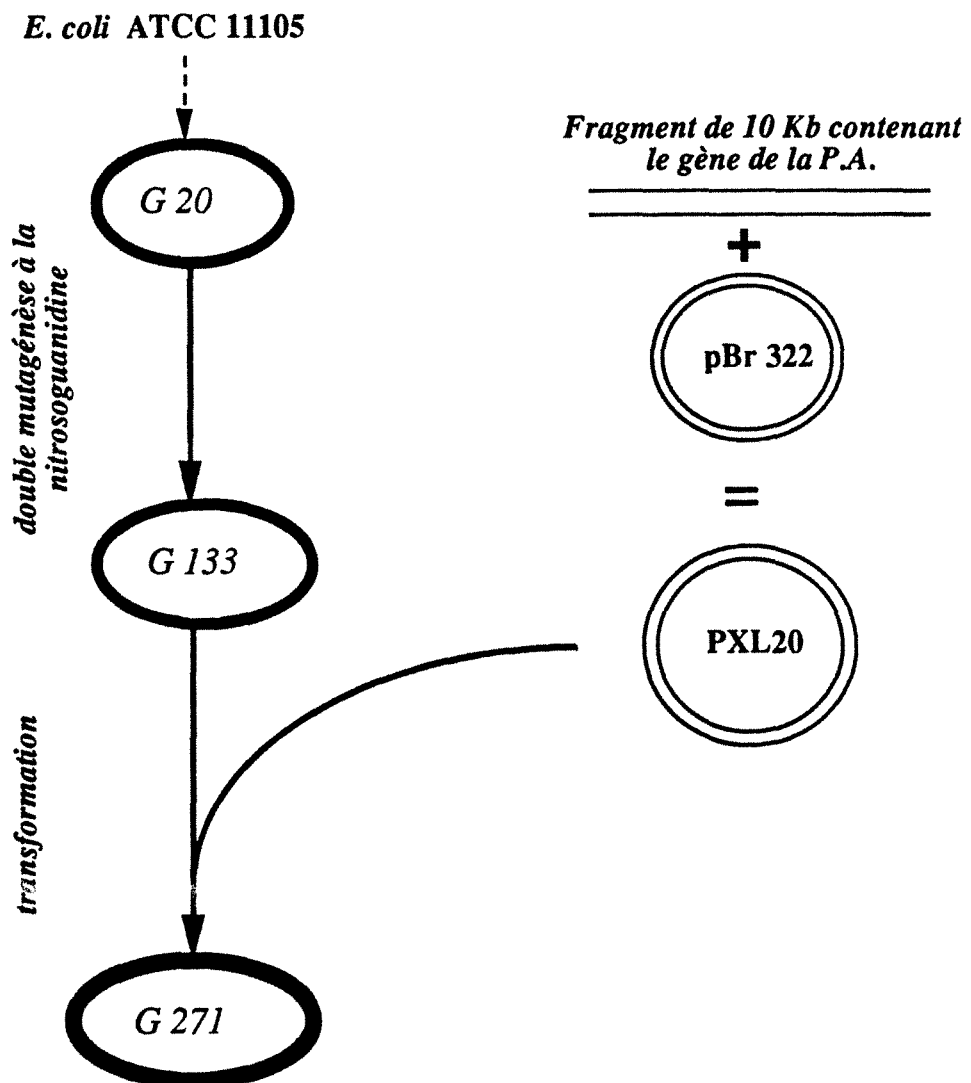 E. coli ATCC 11105
G 20
double mutagénèse à la
nitrosoguanidine
G 133
transformation
G 271
Fragment de 10 Kb contenant
le gène de la P.A.
+
pBr 322
=
PXL20